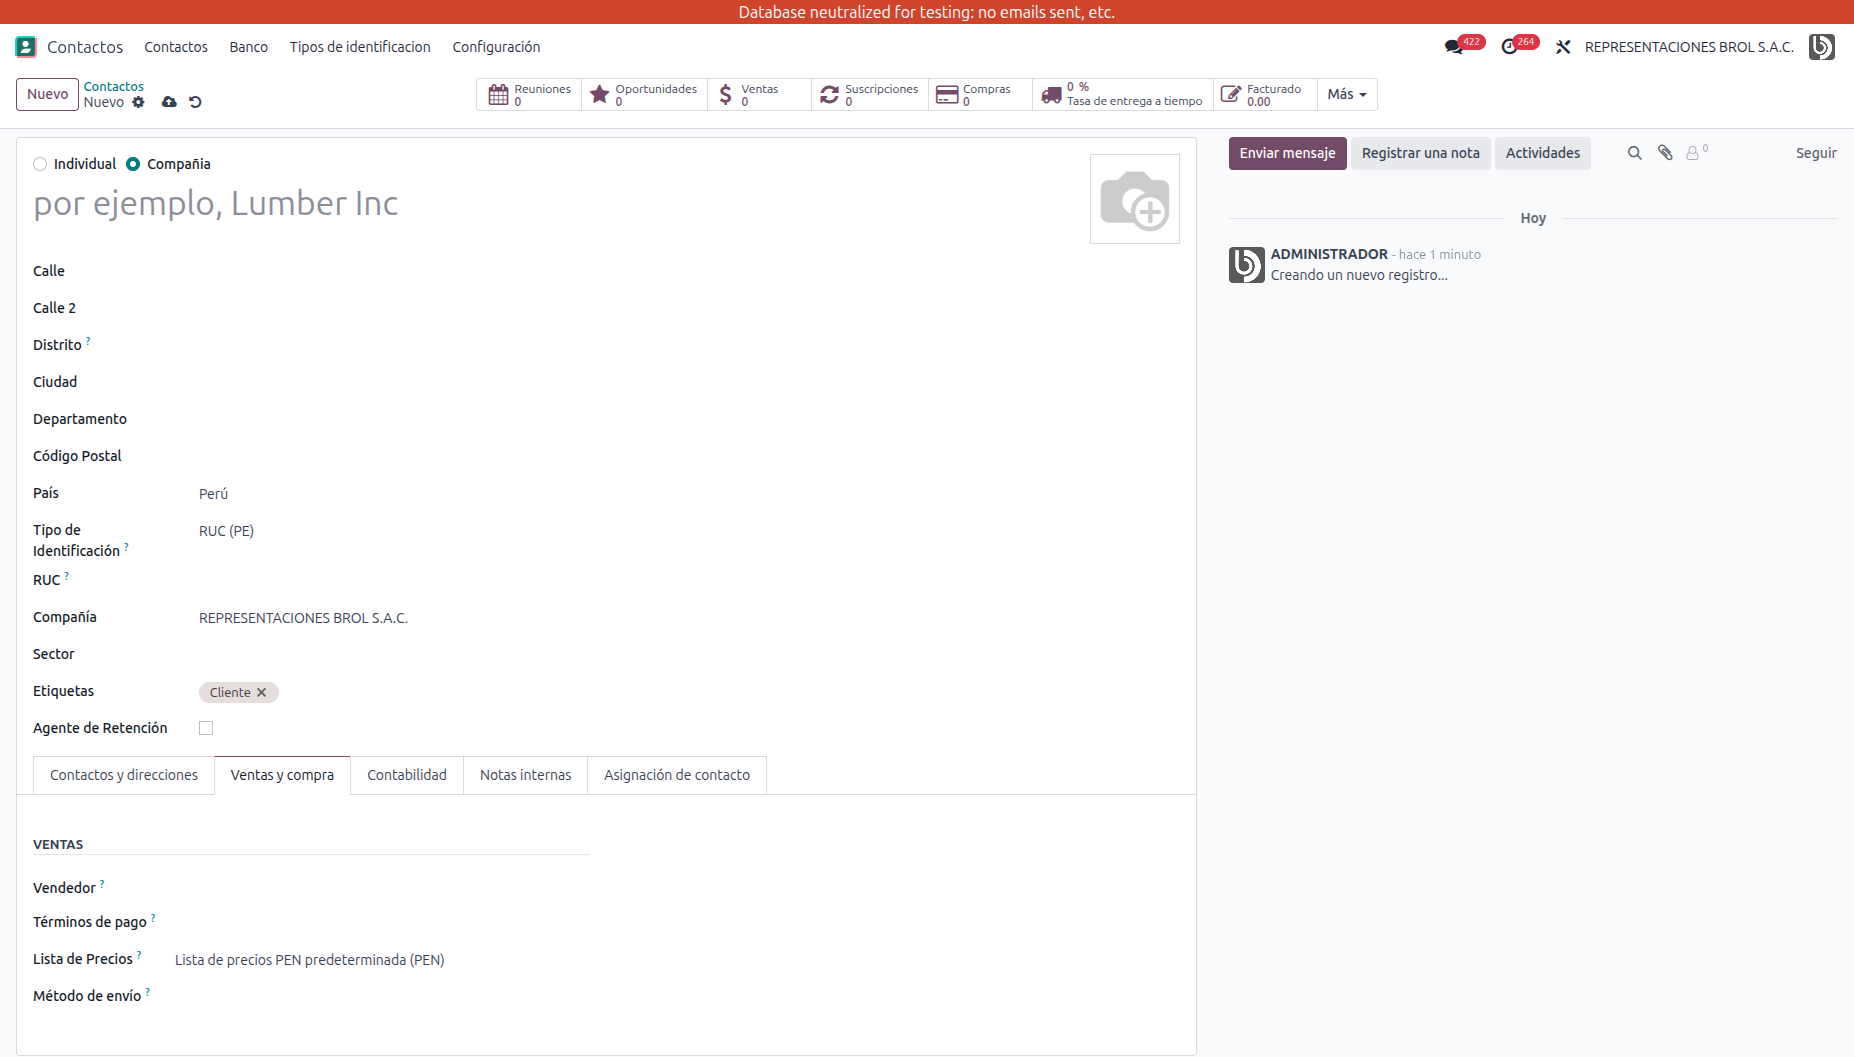 Database neutralized for testing: no emails sent, etc.
Contactos Contactos Banco Tipos de identificacion Configuración 422 264 REPRESENTACIONES BROL S.A.C.
Nuevo Contactos
Nuevo
Reuniones 0 Oportunidades 0 Ventas 0 Suscripciones 0 Compras 0 0 % Tasa de entrega a tiempo Facturado 0.00 Más
Individual Compañia
por ejemplo, Lumber Inc
Calle
Calle 2
Distrito ?
Ciudad
Departamento
Código Postal
País Perú
Tipo de
Identificación ? RUC (PE)
RUC ?
Compañía REPRESENTACIONES BROL S.A.C.
Sector
Etiquetas Cliente
Agente de Retención
Contactos y direcciones Ventas y compra Contabilidad Notas internas Asignación de contacto
VENTAS
Vendedor ?
Términos de pago ?
Lista de Precios ? Lista de precios PEN predeterminada (PEN)
Método de envío ?
Enviar mensaje Registrar una nota Actividades 0 Seguir
Hoy
ADMINISTRADOR - hace 1 minuto
Creando un nuevo registro...